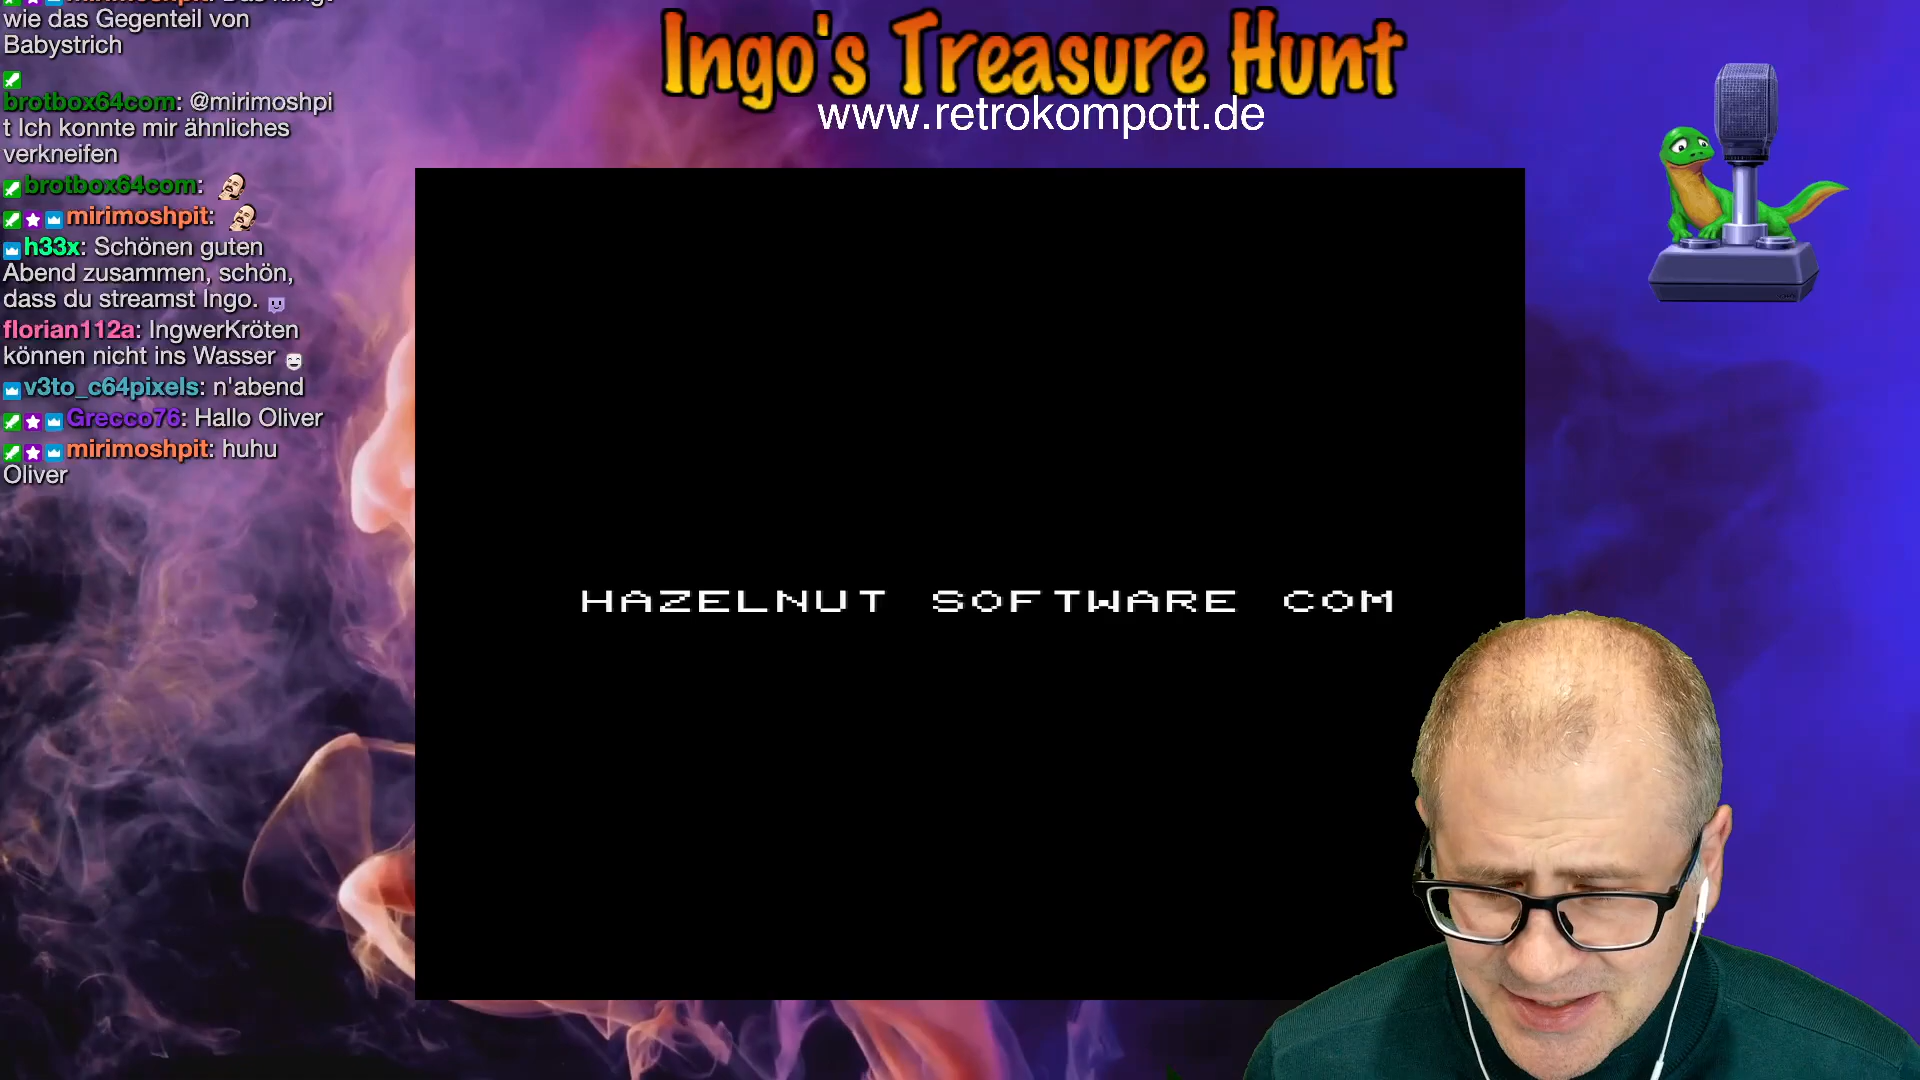 wie das Gegenteil von
Babystrich
brotbox64com: @mirimoshpi
t Ich konnte mir ähnliches
verkneifen
brotbox64com:
mirimoshpit:
h33x: Schönen guten
Abend zusammen, schön,
dass du streamst Ingo.
florian112a: IngwerKröten
können nicht ins Wasser
v3to_c64pixels: n'abend
Grecco76: Hallo Oliver
mirimoshpit: huhu
Oliver
Ingo's Treasure Hunt
www.retrokompott.de
HAZELNUT SOFTWARE COM